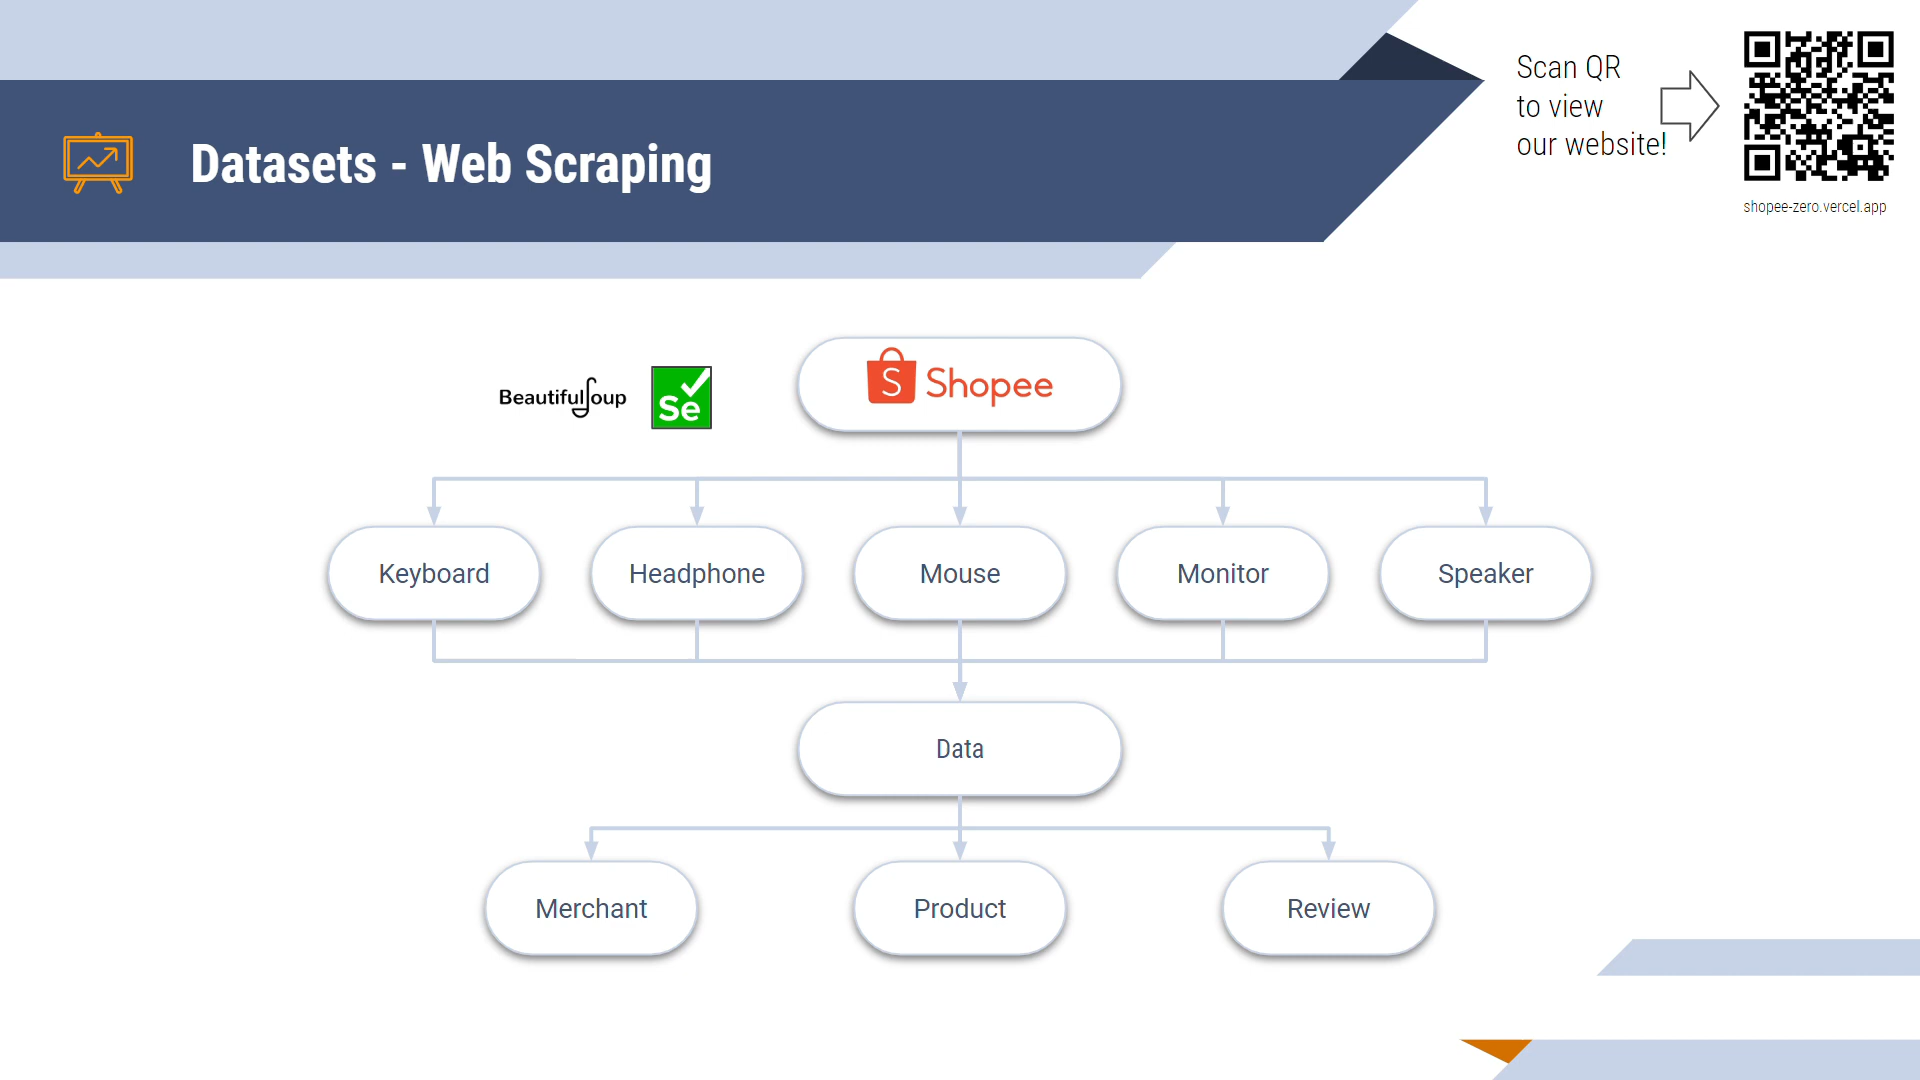 Scan QR
to view
our website!
shopee-zero.vercel.app
Datasets - Web Scraping
BeautifulSoup
Se
S Shopee
Keyboard
Headphone
Mouse
Monitor
Speaker
Data
Merchant
Product
Review